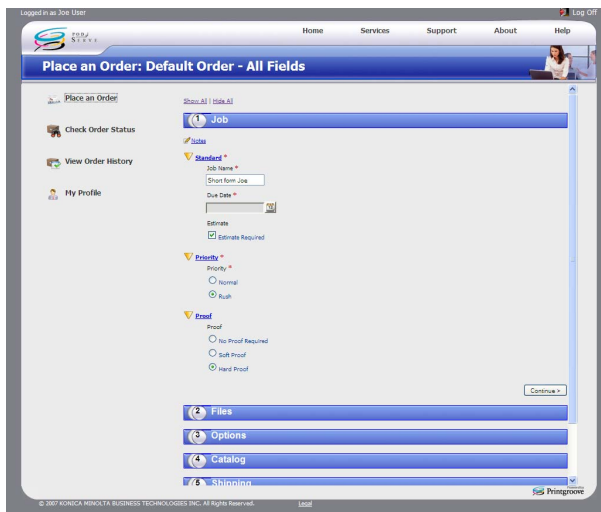 Logged in as Joe User
Log Off
Home Services Support About Help
Place an Order: Default Order - All Fields
Place an Order
Check Order Status
View Order History
My Profile
Show All | Hide All
1 Job
Notes
Standard *
Job Name *
Short form Joe
Due Date *
Estimate
Estimate Required
Priority *
Priority *
Normal
Rush
Proof
Proof
No Proof Required
Soft Proof
Hard Proof
Continue >
2 Files
3 Options
4 Catalog
5 Shipping
Printgroove
© 2007 KONICA MINOLTA BUSINESS TECHNOLOGIES INC. All Rights Reserved. Legal